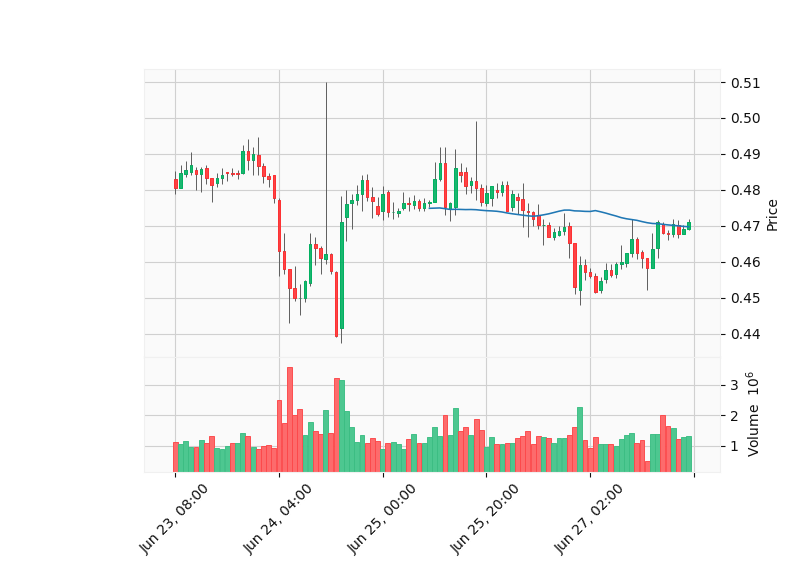 0.51
0.50
0.49
0.48
0.47
0.46
0.45
0.44
Price
3
2
1
Volume 10^6
Jun 23, 08:00
Jun 24, 04:00
Jun 25, 00:00
Jun 25, 20:00
Jun 27, 02:00